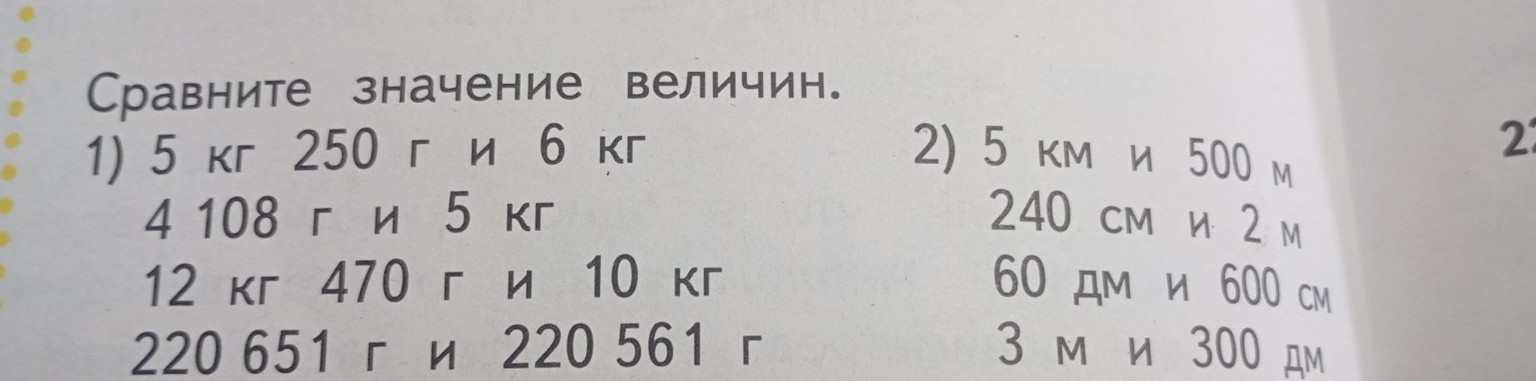 Сравните значение величин.
1) 5 кг 250 г и 6 кг
4 108 г и 5 кг
12 кг 470 г и 10 кг
220 651 г и 220 561 г
2) 5 км и 500 м
240 см и 2 м
60 дм и 600 см
3 м и 300 дм